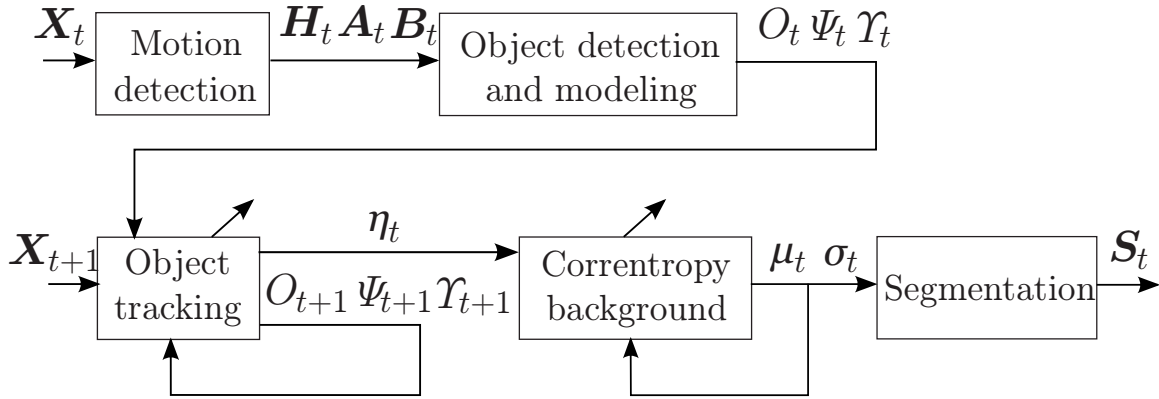 X_t
Motion detection
H_t A_t B_t
Object detection and modeling
O_t Ψ_t ϒ_t
X_{t+1}
Object tracking
η_t
O_{t+1} Ψ_{t+1} ϒ_{t+1}
Correntropy background
μ_t σ_t
Segmentation
S_t